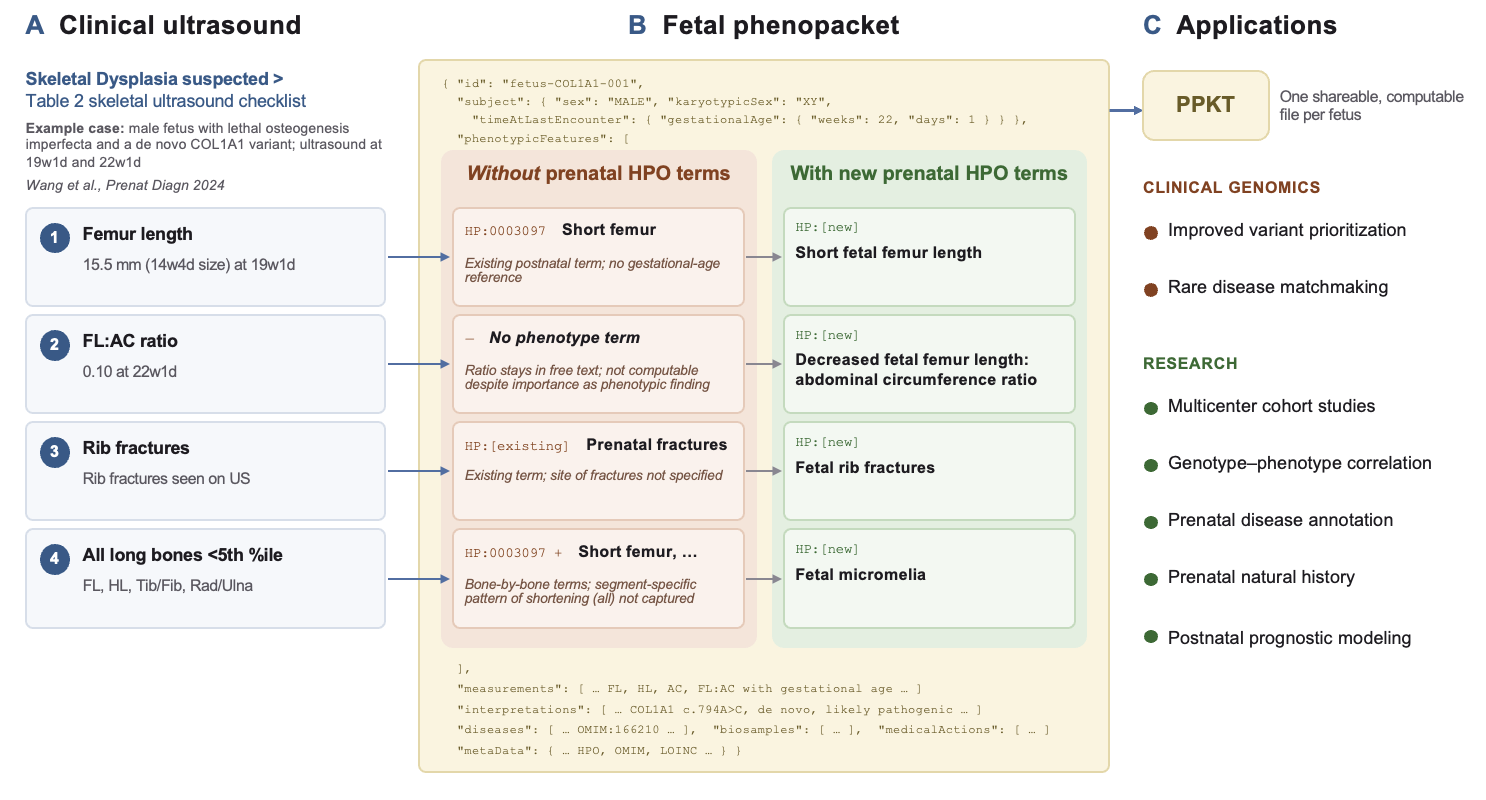 A Clinical ultrasound
Skeletal Dysplasia suspected >
Table 2 skeletal ultrasound checklist
Example case: male fetus with lethal osteogenesis
imperfecta and a de novo COL1A1 variant; ultrasound at
19w1d and 22w1d
Wang et al., Prenat Diagn 2024
1 Femur length
15.5 mm (14w4d size) at 19w1d
2 FL:AC ratio
0.10 at 22w1d
3 Rib fractures
Rib fractures seen on US
4 All long bones <5th %ile
FL, HL, Tib/Fib, Rad/Ulna
B Fetal phenopacket
{ "id": "fetus-COL1A1-001",
"subject": { "sex": "MALE", "karyotypicSex": "XY",
"timeAtLastEncounter": { "gestationalAge": { "weeks": 22, "days": 1 } } },
"phenotypicFeatures": [
Without prenatal HPO terms
HP:0003097 Short femur
Existing postnatal term; no gestational-age
reference
– No phenotype term
Ratio stays in free text; not computable
despite importance as phenotypic finding
HP:[existing] Prenatal fractures
Existing term; site of fractures not specified
HP:0003097 + Short femur, …
Bone-by-bone terms; segment-specific
pattern of shortening (all) not captured
With new prenatal HPO terms
HP:[new]
Short fetal femur length
HP:[new]
Decreased fetal femur length:
abdominal circumference ratio
HP:[new]
Fetal rib fractures
HP:[new]
Fetal micromelia
],
"measurements": [ … FL, HL, AC, FL:AC with gestational age … ]
"interpretations": [ … COL1A1 c.794A>C, de novo, likely pathogenic … ]
"diseases": [ … OMIM:166210 … ], "biosamples": [ … ], "medicalActions": [ … ]
"metaData": { … HPO, OMIM, LOINC … } }
C Applications
PPKT
One shareable, computable
file per fetus
CLINICAL GENOMICS
Improved variant prioritization
Rare disease matchmaking
RESEARCH
Multicenter cohort studies
Genotype–phenotype correlation
Prenatal disease annotation
Prenatal natural history
Postnatal prognostic modeling